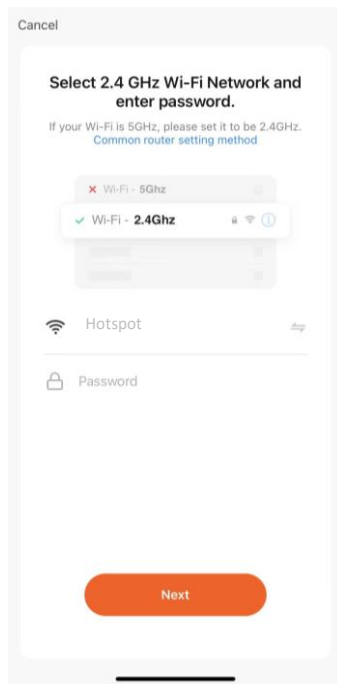 Cancel
Select 2.4 GHz Wi-Fi Network and
enter password.
If your Wi-Fi is 5GHz, please set it to be 2.4GHz.
Common router setting method
Wi-Fi - 5Ghz
Wi-Fi - 2.4Ghz
Hotspot
Password
Next